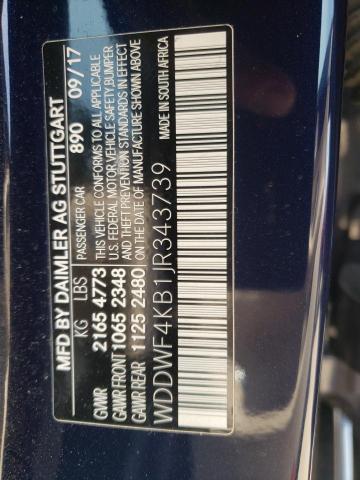 MFD BY DAIMLER AG STUTTGART
PASSENGER CAR 890 09/17
KG LBS
THIS VEHICLE CONFORMS TO ALL APPLICABLE
U.S. FEDERAL MOTOR VEHICLE SAFETY, BUMPER
AND THEFT PREVENTION STANDARDS IN EFFECT
ON THE DATE OF MANUFACTURE SHOWN ABOVE
GVWR 2165 4773
GAWR FRONT 1065 2348
GAWR REAR 1125 2480
WDDWF4KB1JR343739
MADE IN SOUTH AFRICA